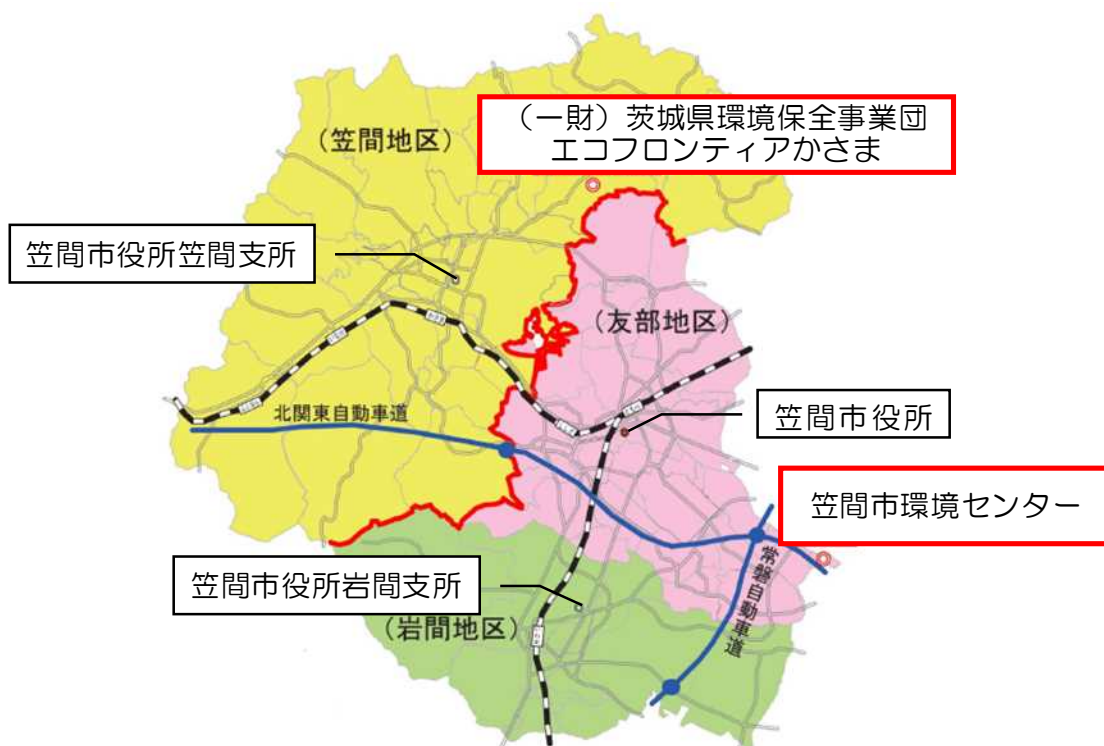 (一財)茨城県環境保全事業団
エコフロンティアかさま
(笠間地区)
笠間市役所笠間支所
(友部地区)
北関東自動車道
笠間市役所
笠間市環境センター
笠間市役所岩間支所
(岩間地区)
常磐自動車道